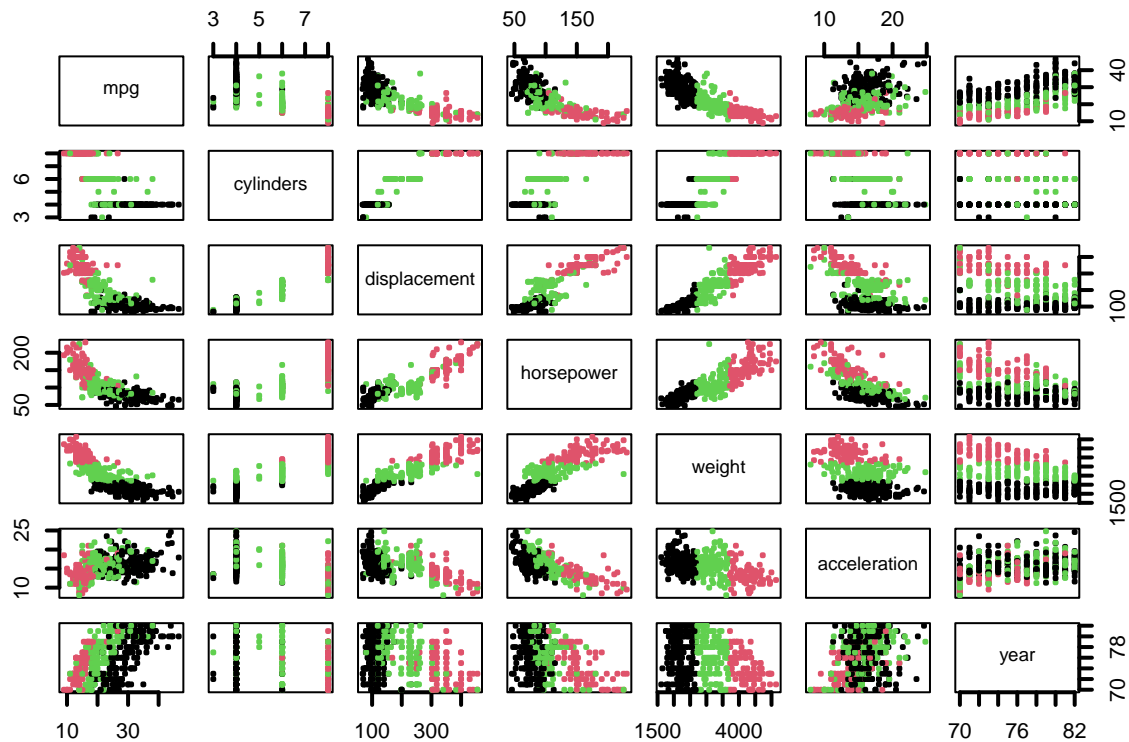 3 5 7
50 150
10 20
mpg
10 40
3 6
cylinders
displacement
100
50 200
horsepower
weight
1500
10 25
acceleration
year
70 78
10 30
100 300
1500 4000
70 76 82